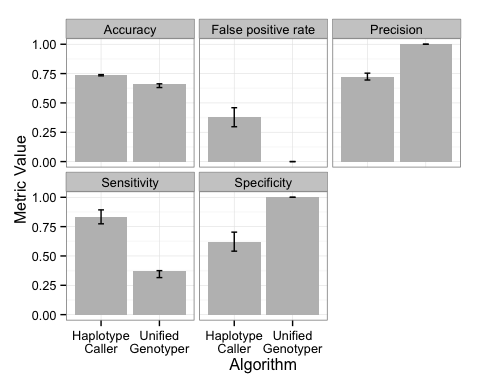 Accuracy False positive rate Precision
1.00
0.75
0.50
0.25
0.00
Sensitivity Specificity
1.00
0.75
0.50
0.25
0.00
Metric Value
Haplotype Unified Haplotype Unified
Caller Genotyper Caller Genotyper
Algorithm